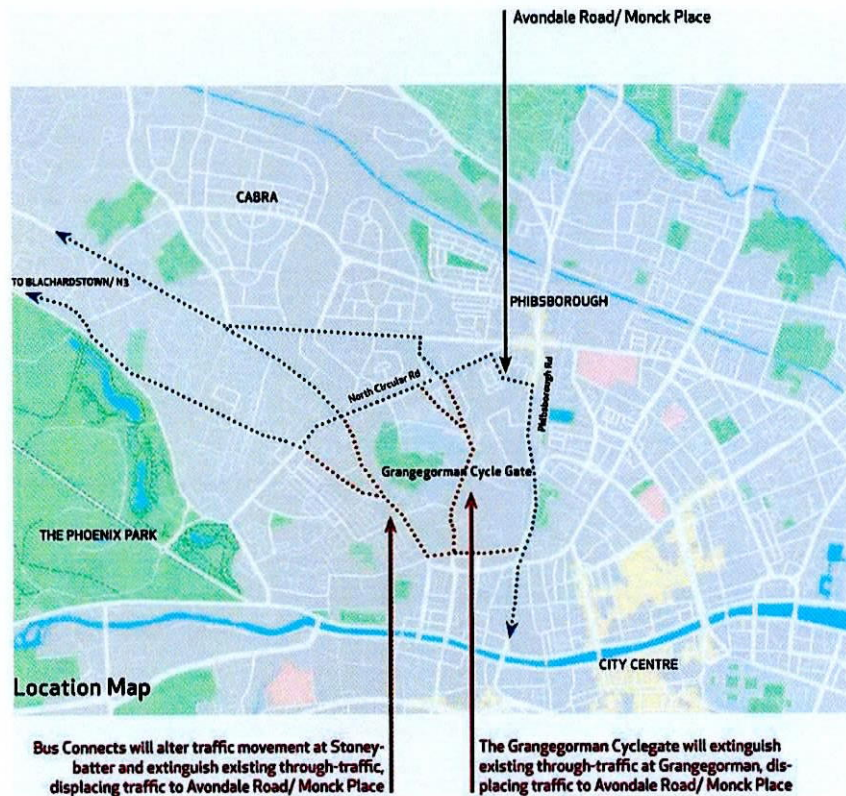 Avondale Road/ Monck Place
CABRA
TO BLACHARDSTOWN/ N3
PHIBSBOROUGH
North Circular Rd
Phibsborough Rd
Grangegorman Cycle Gate
THE PHOENIX PARK
CITY CENTRE
Location Map
Bus Connects will alter traffic movement at Stoney-
batter and extinguish existing through-traffic,
displacing traffic to Avondale Road/ Monck Place
The Grangegorman Cyclegate will extinguish
existing through-traffic at Grangegorman, dis-
placing traffic to Avondale Road/ Monck Place